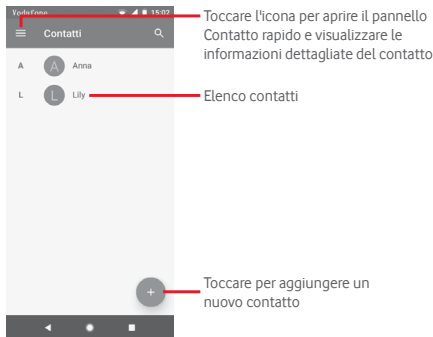 Vodafone 15:02
Contatti
A A Anna
L L Lily
Toccare l'icona per aprire il pannello
Contatto rapido e visualizzare le
informazioni dettagliate del contatto
Elenco contatti
Toccare per aggiungere un
nuovo contatto